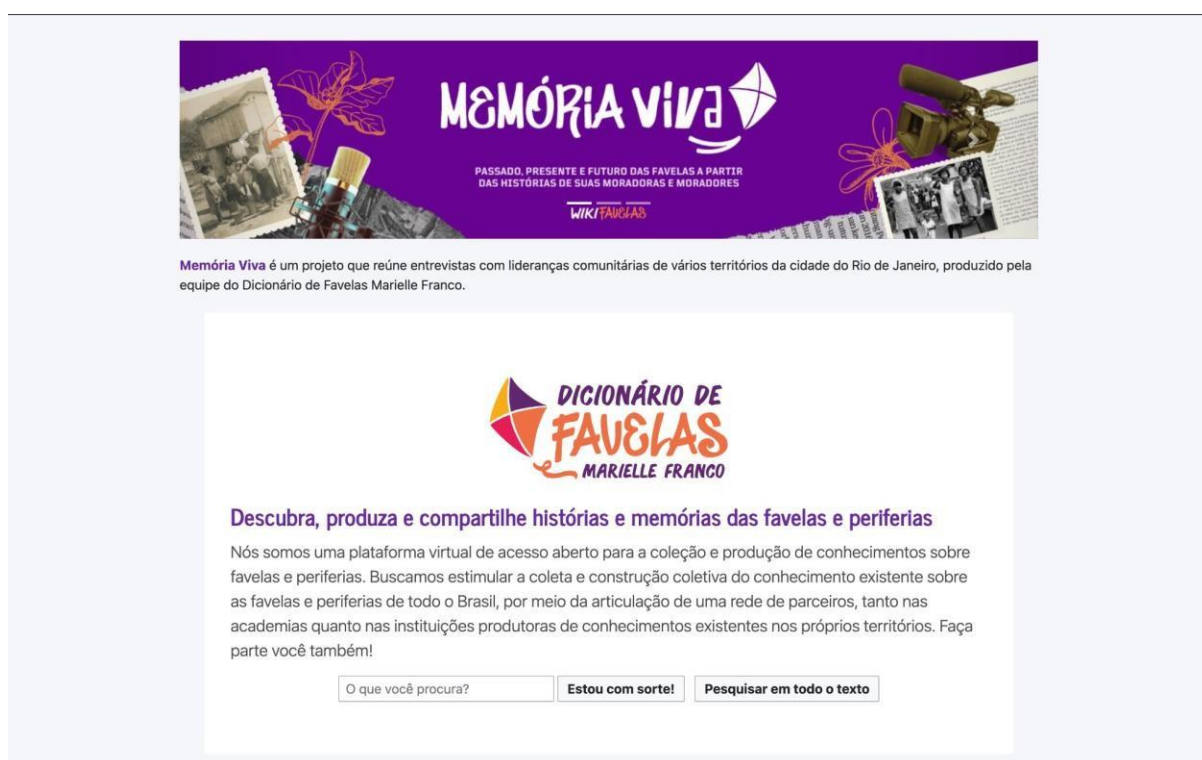 MEMÓRIA VIVA
PASSADO, PRESENTE E FUTURO DAS FAVELAS A PARTIR
DAS HISTÓRIAS DE SUAS MORADORAS E MORADORES
WIKIFAVELAS
Memória Viva é um projeto que reúne entrevistas com lideranças comunitárias de vários territórios da cidade do Rio de Janeiro, produzido pela
equipe do Dicionário de Favelas Marielle Franco.
DICIONÁRIO DE
FAVELAS
MARIELLE FRANCO
Descubra, produza e compartilhe histórias e memórias das favelas e periferias
Nós somos uma plataforma virtual de acesso aberto para a coleção e produção de conhecimentos sobre
favelas e periferias. Buscamos estimular a coleta e construção coletiva do conhecimento existente sobre
as favelas e periferias de todo o Brasil, por meio da articulação de uma rede de parceiros, tanto nas
academias quanto nas instituições produtoras de conhecimentos existentes nos próprios territórios. Faça
parte você também!
O que você procura? Estou com sorte! Pesquisar em todo o texto